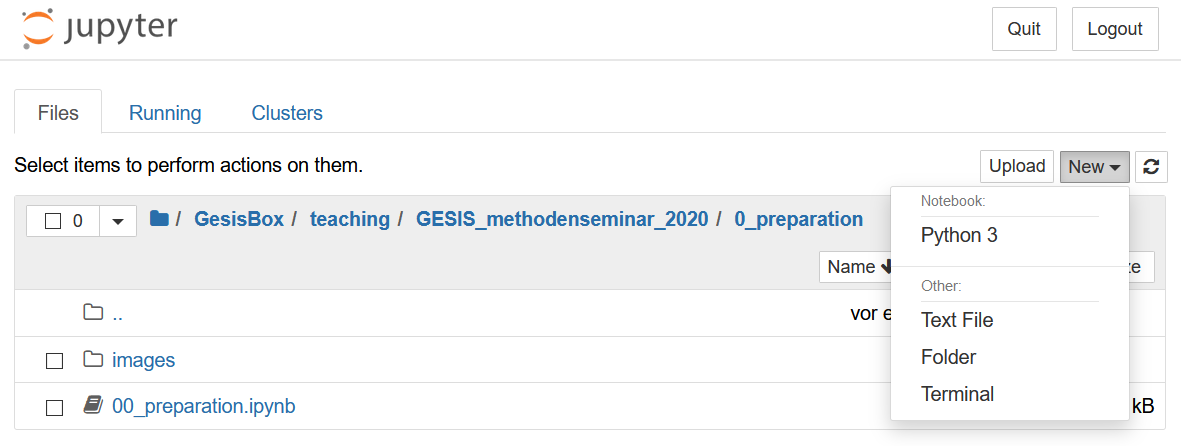 jupyter
Quit
Logout
Files
Running
Clusters
Select items to perform actions on them.
Upload
New
0
/ GesisBox / teaching / GESIS_methodenseminar_2020 / 0_preparation
Notebook:
Python 3
Name
Other:
..
vor
Text File
images
Folder
Terminal
00_preparation.ipynb
kB